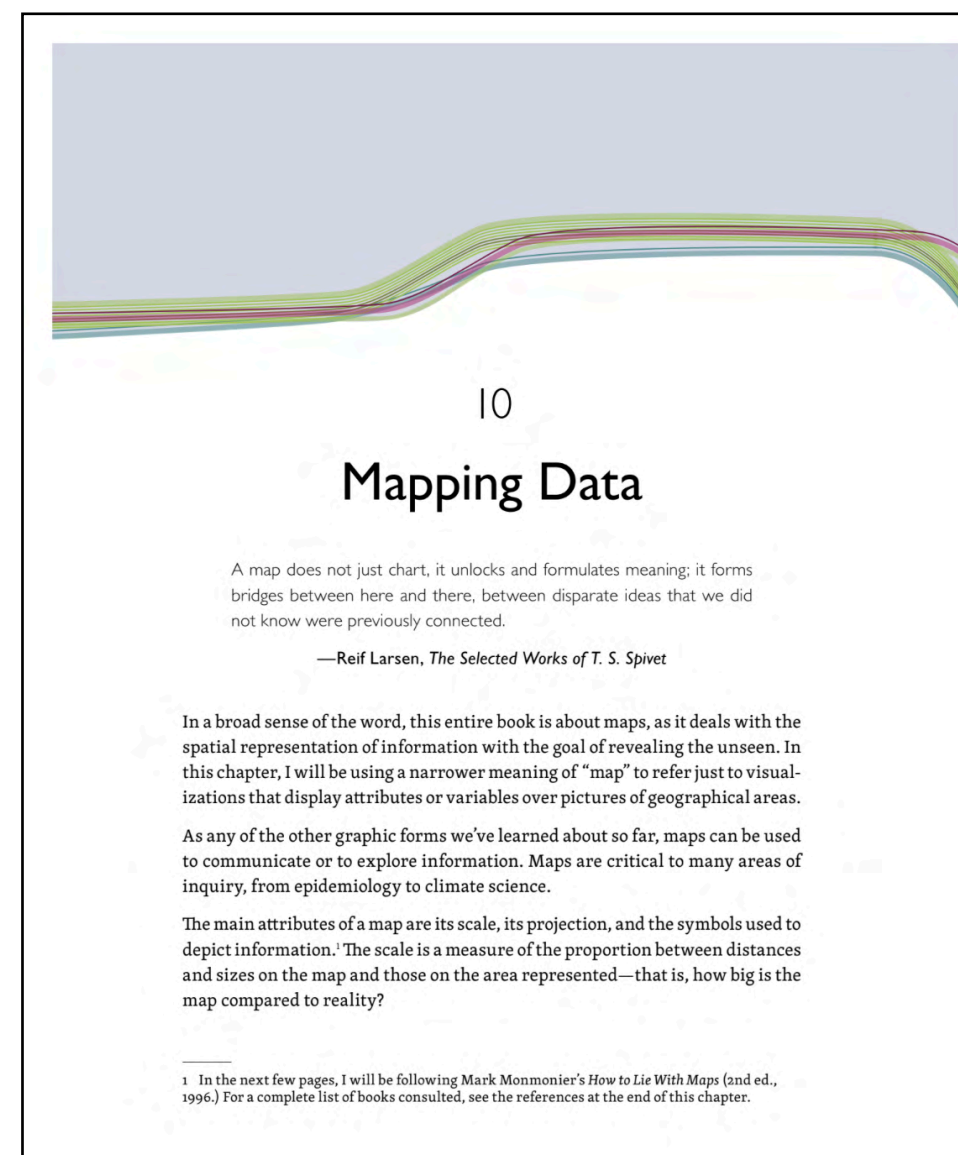 10
Mapping Data
A map does not just chart, it unlocks and formulates meaning; it forms
bridges between here and there, between disparate ideas that we did
not know were previously connected.
—Reif Larsen, The Selected Works of T. S. Spivet
In a broad sense of the word, this entire book is about maps, as it deals with the
spatial representation of information with the goal of revealing the unseen. In
this chapter, I will be using a narrower meaning of “map” to refer just to visual-
izations that display attributes or variables over pictures of geographical areas.
As any of the other graphic forms we’ve learned about so far, maps can be used
to communicate or to explore information. Maps are critical to many areas of
inquiry, from epidemiology to climate science.
The main attributes of a map are its scale, its projection, and the symbols used to
depict information.¹ The scale is a measure of the proportion between distances
and sizes on the map and those on the area represented—that is, how big is the
map compared to reality?
1 In the next few pages, I will be following Mark Monmonier’s How to Lie With Maps (2nd ed.,
1996.) For a complete list of books consulted, see the references at the end of this chapter.